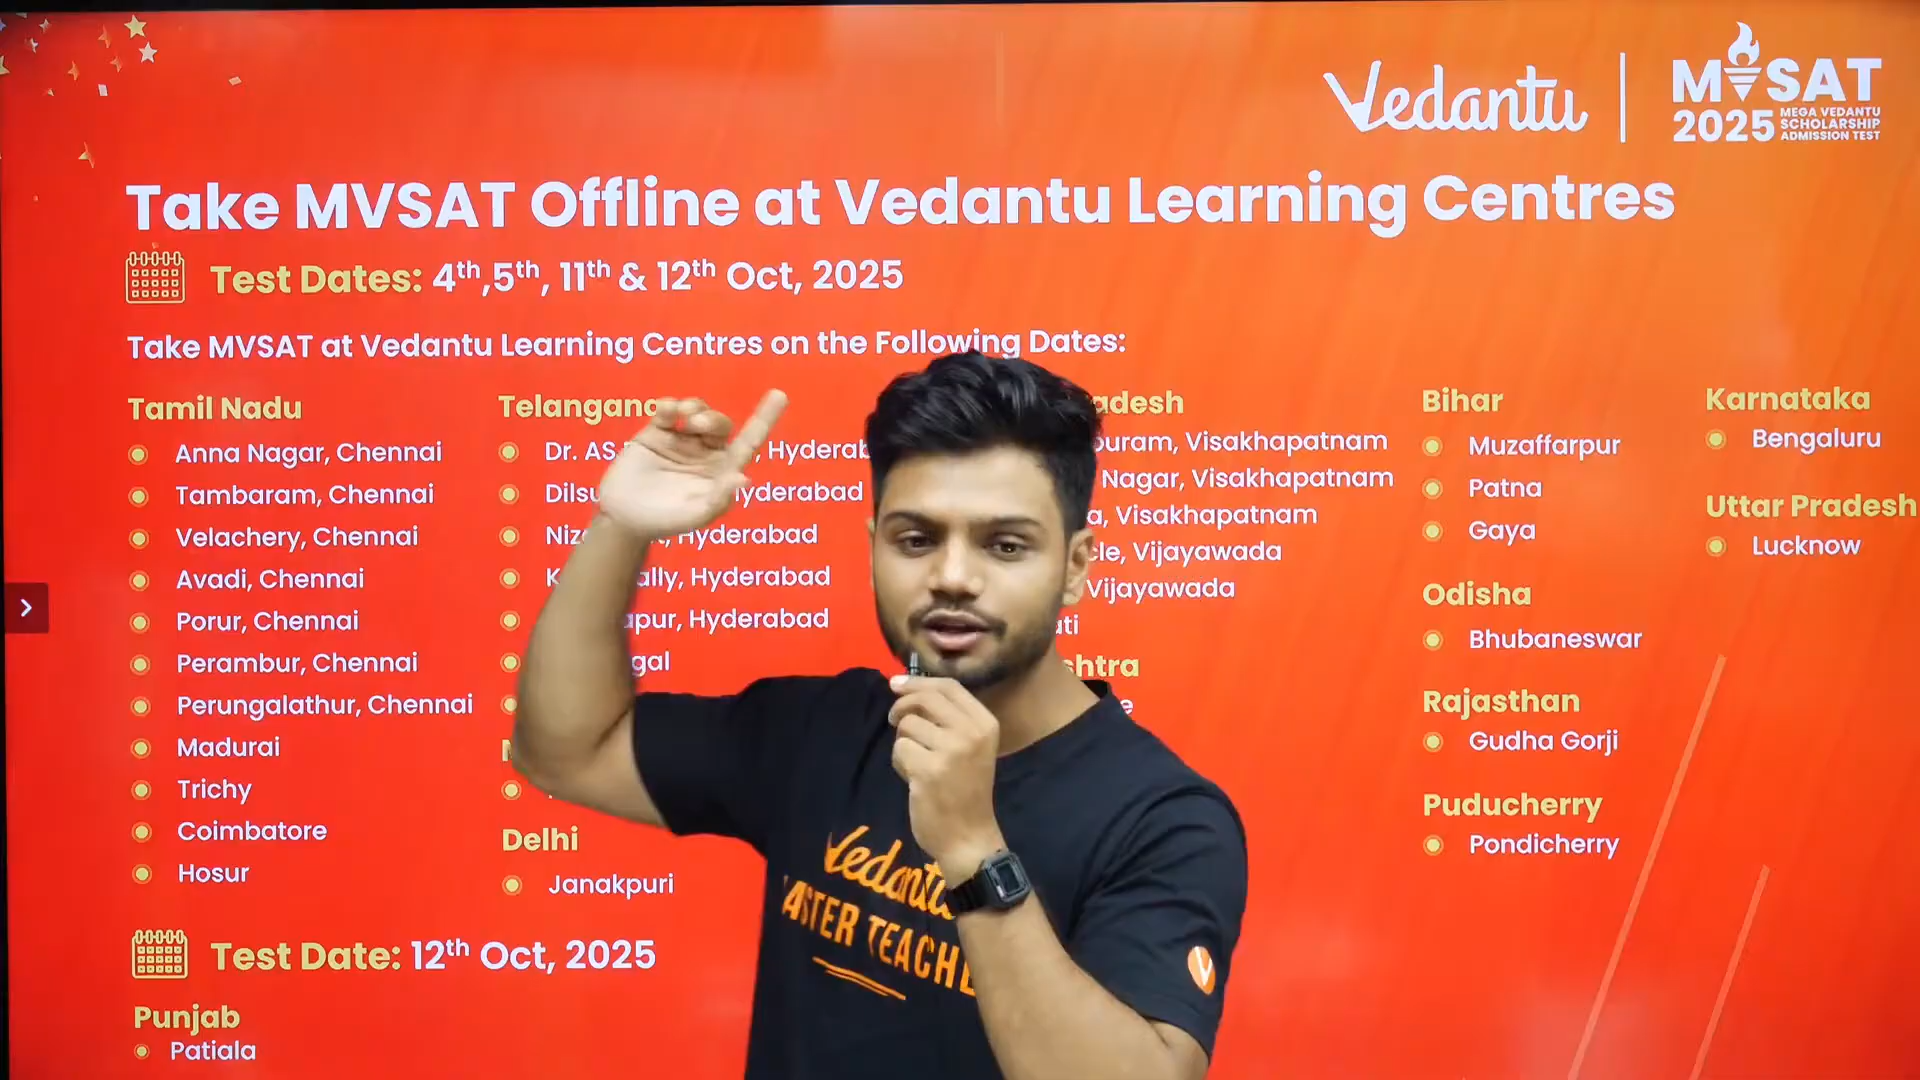 Vedantu
MVSAT
2025
MEGA VEDANTU
SCHOLARSHIP
ADMISSION TEST
Take MVSAT Offline at Vedantu Learning Centres
Test Dates: 4th,5th, 11th & 12th Oct, 2025
Take MVSAT at Vedantu Learning Centres on the Following Dates:
Tamil Nadu
Anna Nagar, Chennai
Tambaram, Chennai
Velachery, Chennai
Avadi, Chennai
Porur, Chennai
Perambur, Chennai
Perungalathur, Chennai
Madurai
Trichy
Coimbatore
Hosur
Telangana
Dr. AS
Hyderabad
Hyderabad
Hyderabad
Hyderabad
Delhi
Janakpuri
Visakhapatnam
Nagar, Visakhapatnam
Visakhapatnam
Vijayawada
Vijayawada
Bihar
Muzaffarpur
Patna
Gaya
Odisha
Bhubaneswar
Rajasthan
Gudha Gorji
Puducherry
Pondicherry
Karnataka
Bengaluru
Uttar Pradesh
Lucknow
Test Date: 12th Oct, 2025
Punjab
Patiala
Vedantu
MASTER TEACHER
V